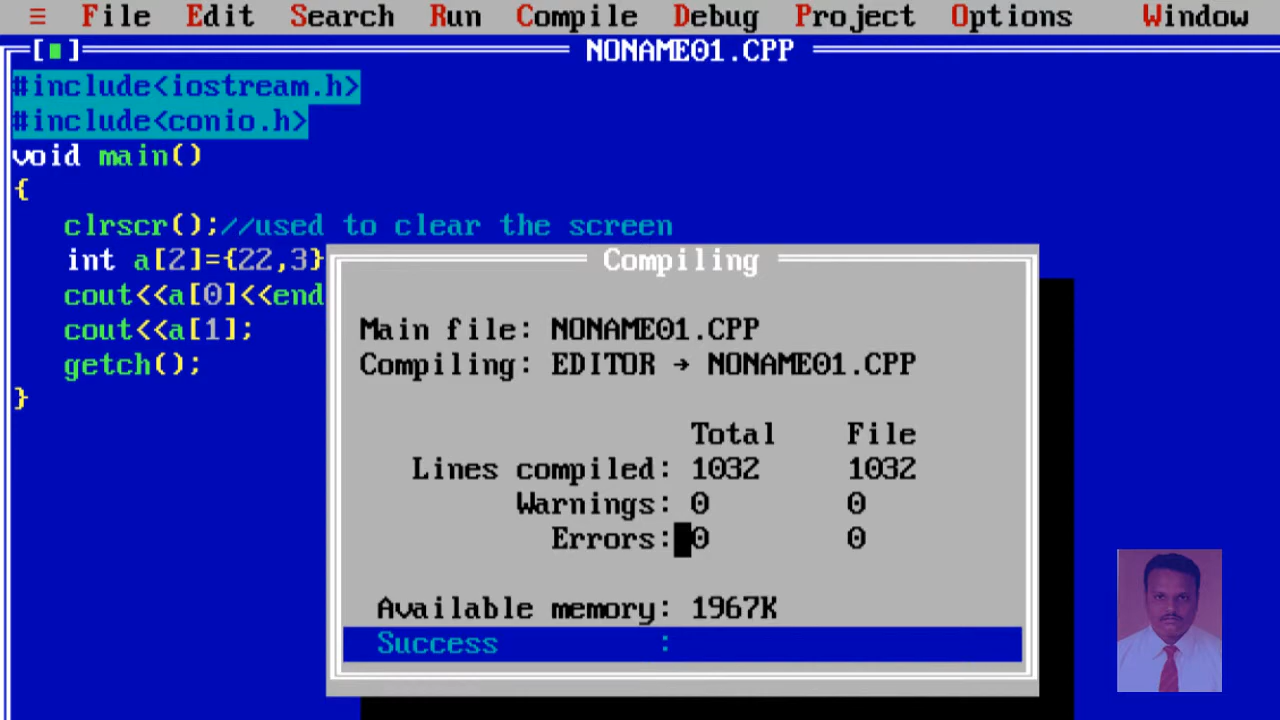 ≡ File Edit Search Run Compile Debug Project Options Window
[■] NONAME01.CPP
#include<iostream.h>
#include<conio.h>
void main()
{
clrscr();//used to clear the screen
int a[2]={22,3}
cout<<a[0]<<end
cout<<a[1];
getch();
}
Compiling
Main file: NONAME01.CPP
Compiling: EDITOR → NONAME01.CPP
Total File
Lines compiled: 1032 1032
Warnings: 0 0
Errors: 0 0
Available memory: 1967K
Success :